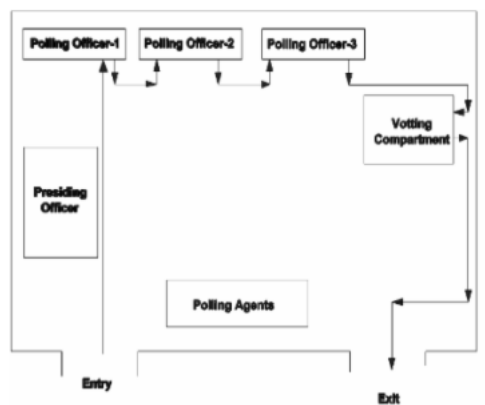 Polling Officer-1
Polling Officer-2
Polling Officer-3
Votting
Compartment
Presiding
Officer
Polling Agents
Entry
Exit